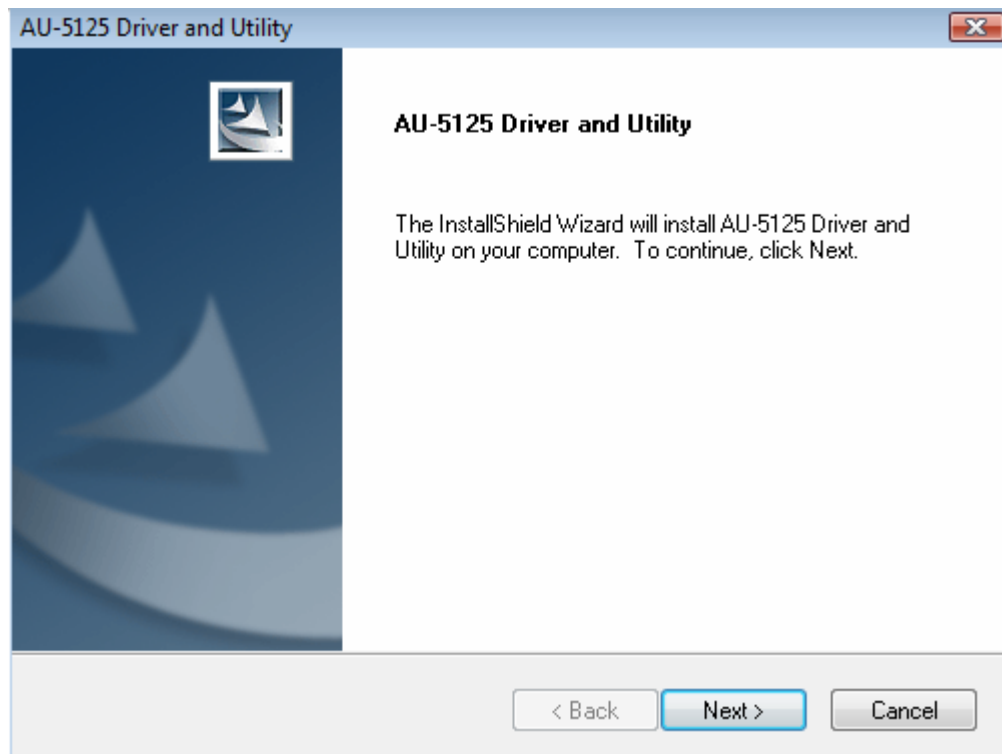 AU-5125 Driver and Utility
AU-5125 Driver and Utility
The InstallShield Wizard will install AU-5125 Driver and
Utility on your computer. To continue, click Next.
< Back
Next >
Cancel